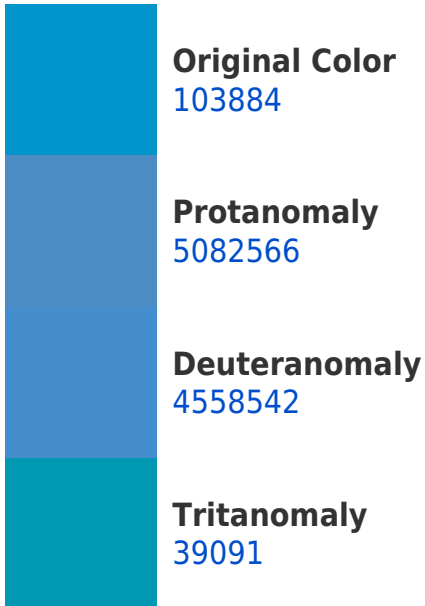 Original Color
103884
Protanomaly
5082566
Deuteranomaly
4558542
Tritanomaly
39091